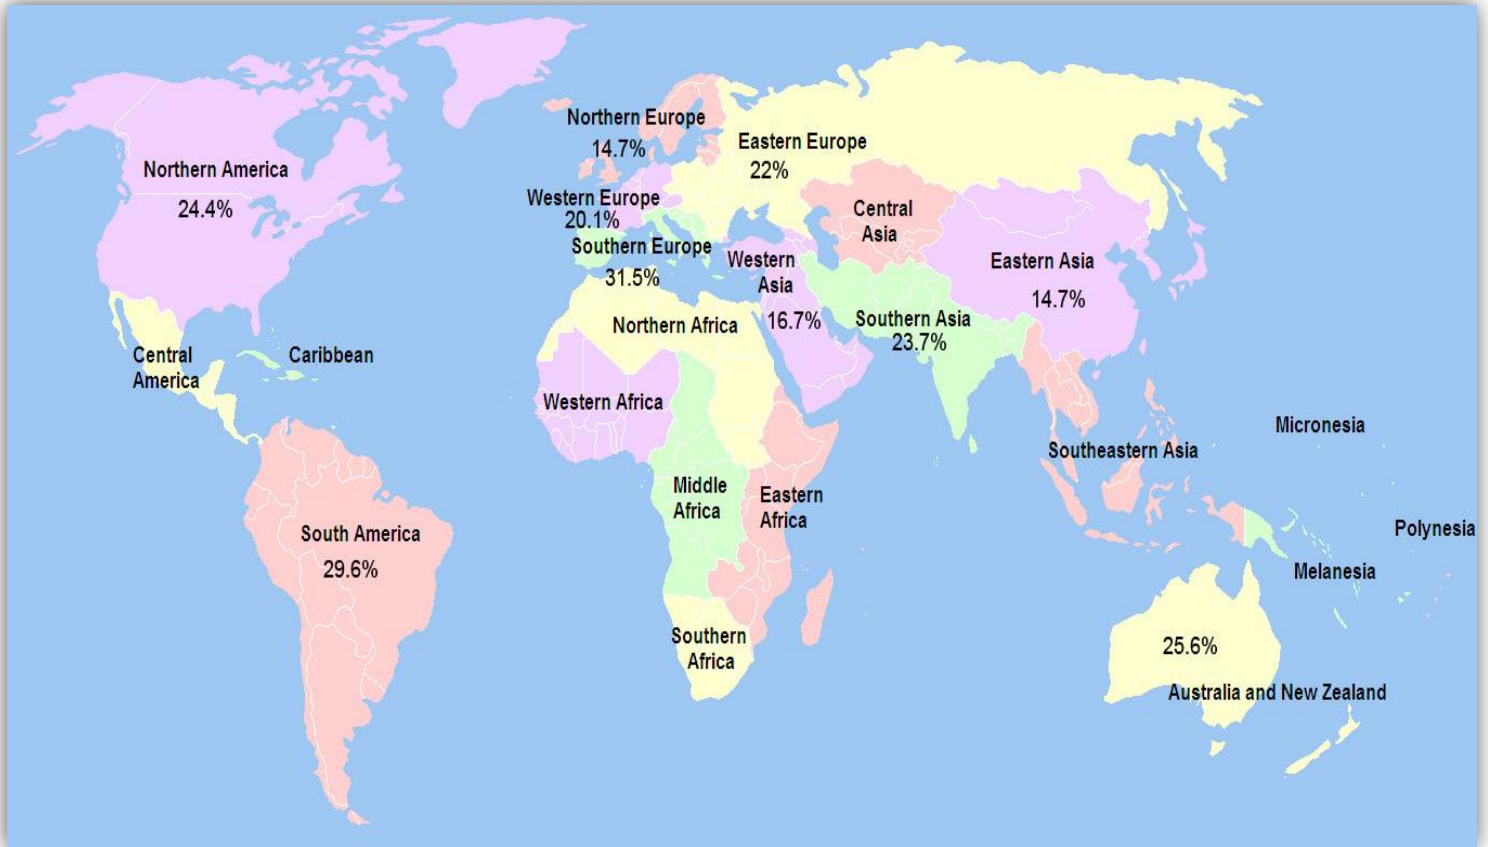 Northern Europe
14.7%
Eastern Europe
22%
Northern America
24.4%
Western Europe
20.1%
Southern Europe
31.5%
Central
Asia
Western
Asia
16.7%
Eastern Asia
14.7%
Southern Asia
23.7%
Northern Africa
Central
America
Caribbean
Western Africa
Micronesia
Southeastern Asia
Middle
Africa
Eastern
Africa
South America
29.6%
Polynesia
Melanesia
Southern
Africa
25.6%
Australia and New Zealand